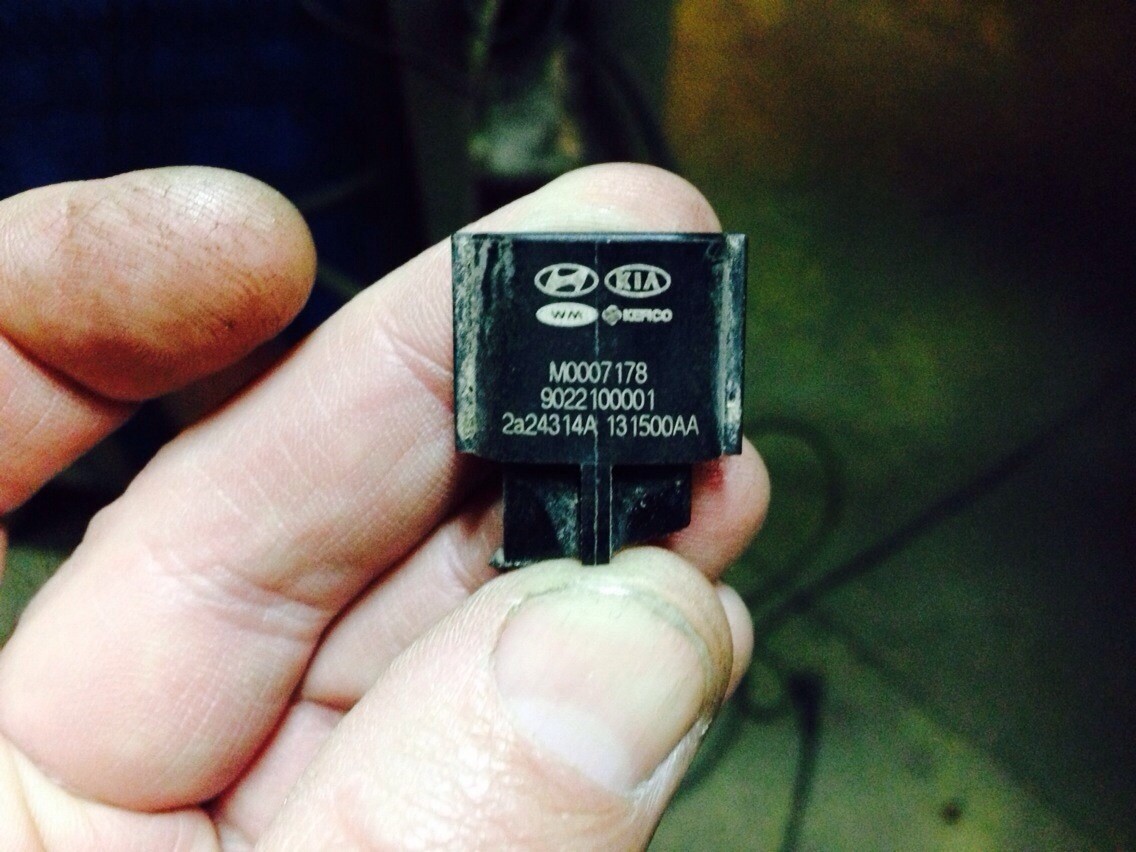 KIA
WM KEFICO
M0007178
9022100001
2a24314A 131500AA